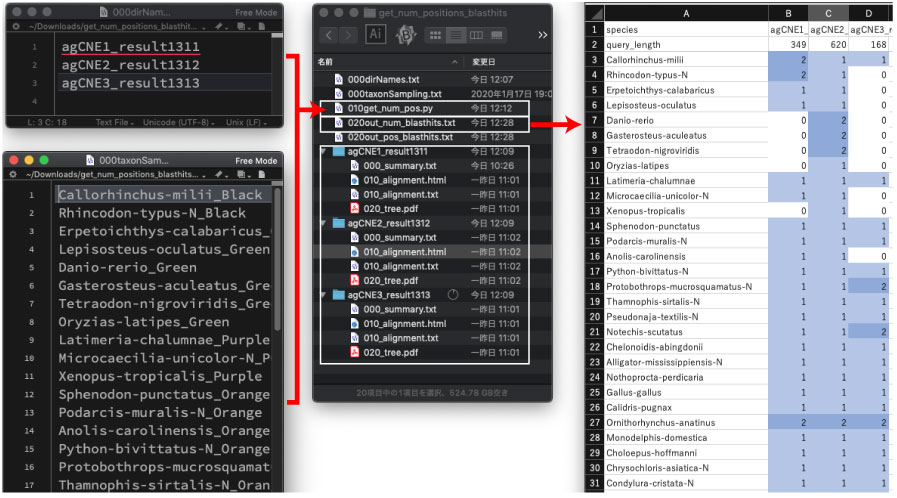 000dirNam...
Free Mode
~/Downloads/get_num_positions_blasthits...
1 agCNE1_result1311
2 agCNE2_result1312
3 agCNE3_result1313
4
L: 3 C: 18 Text File Unicode (UTF-8) Unix (LF)
000taxonSam...
Free Mode
~/Downloads/get_num_positions_blasthits...
1 Callorhinchus-milii_Black
2 Rhincodon-typus-N_Black
3 Erpetoichthys-calabaricus_
4 Lepisosteus-oculatus_Green
5 Danio-rerio_Green
6 Gasterosteus-aculeatus_Green
7 Tetraodon-nigroviridis_Green
8 Oryzias-latipes_Green
9 Latimeria-chalumnae_Purple
10 Microcaecilia-unicolor-N_P
11 Xenopus-tropicalis_Purple
12 Sphenodon-punctatus_Orange
13 Podarcis-muralis-N_Orange
14 Anolis-carolinensis_Orange
15 Python-bivittatus-N_Orange
16 Protobothrops-mucrosquamat
17 Thamnophis-sirtalis-N_Orange
get_num_positions_blasthits
名前 変更日
000dirNames.txt 今日 12:07
000taxonSampling.txt 2020年1月17日 19:0
010get_num_pos.py 今日 12:12
020out_num_blasthits.txt 今日 12:28
020out_pos_blasthits.txt 今日 12:28
agCNE1_result1311 今日 12:09
000_summary.txt 今日 10:26
010_alignment.html 一昨日 11:01
010_alignment.txt 一昨日 11:01
020_tree.pdf 一昨日 11:01
agCNE2_result1312 今日 12:09
000_summary.txt 一昨日 11:02
010_alignment.html 一昨日 11:02
010_alignment.txt 一昨日 11:02
020_tree.pdf 一昨日 11:02
agCNE3_result1313 今日 12:09
000_summary.txt 一昨日 11:01
010_alignment.html 一昨日 11:01
010_alignment.txt 一昨日 11:01
020_tree.pdf 一昨日 11:01
20項目中の1項目を選択、524.78 GB空き
A B C D
1 species agCNE1_ agCNE2_ agCNE3_r
2 query_length 349 620 168
3 Callorhinchus-milii 2 1 1
4 Rhincodon-typus-N 2 1 0
5 Erpetoichthys-calabaricus 1 1 0
6 Lepisosteus-oculatus 1 1 0
7 Danio-rerio 0 2 0
8 Gasterosteus-aculeatus 0 2 0
9 Tetraodon-nigroviridis 0 2 0
10 Oryzias-latipes 0 1 0
11 Latimeria-chalumnae 1 1 1
12 Microcaecilia-unicolor-N 1 1 0
13 Xenopus-tropicalis 0 1 0
14 Sphenodon-punctatus 1 1 1
15 Podarcis-muralis-N 1 1 1
16 Anolis-carolinensis 1 1 0
17 Python-bivittatus-N 1 1 1
18 Protobothrops-mucrosquamatus-N 1 1 2
19 Thamnophis-sirtalis-N 1 1 1
20 Pseudonaja-textilis-N 1 1 1
21 Notechis-scutatus 1 1 2
22 Chelonoidis-abingdonii 1 1 1
23 Alligator-mississippiensis-N 1 1 1
24 Nothoprocta-perdicaria 1 1 1
25 Gallus-gallus 1 1 1
26 Calidris-pugnax 1 1 1
27 Ornithorhynchus-anatinus 2 2 2
28 Monodelphis-domestica 1 1 1
29 Choloepus-hoffmanni 1 1 1
30 Chrysochloris-asiatica-N 1 1 1
31 Condylura-cristata-N 1 1 1